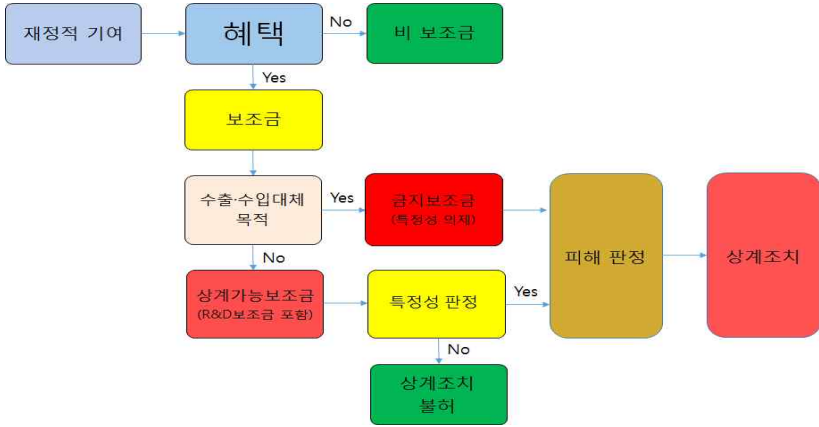 재정적 기여
혜택
No
비 보조금
Yes
보조금
수출·수입대체
목적
Yes
금지보조금
(특정성 의제)
피해 판정
상계조치
No
상계가능보조금
(R&D보조금 포함)
특정성 판정
Yes
No
상계조치
불허